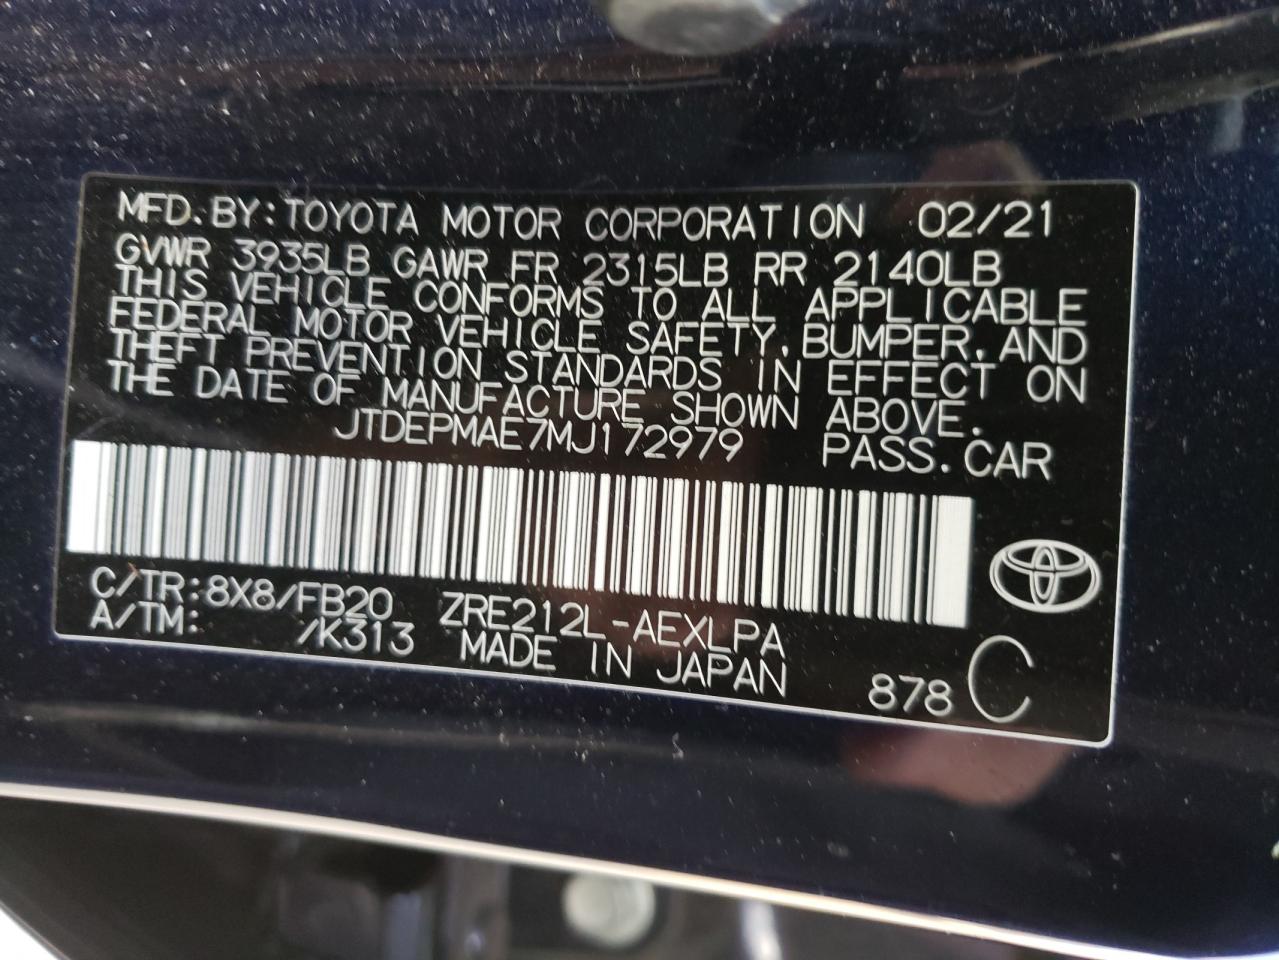 MFD.BY:TOYOTA MOTOR CORPORATION 02/21
GVWR 3935LB GAWR FR 2315LB RR 2140LB
THIS VEHICLE CONFORMS TO ALL APPLICABLE
FEDERAL MOTOR VEHICLE SAFETY,BUMPER,AND
THEFT PREVENTION STANDARDS IN EFFECT ON
THE DATE OF MANUFACTURE SHOWN ABOVE.
JTDEPMAE7MJ172979 PASS.CAR
C/TR:8X8/FB20 ZRE212L-AEXLPA
A/TM: /K313 MADE IN JAPAN
878 C